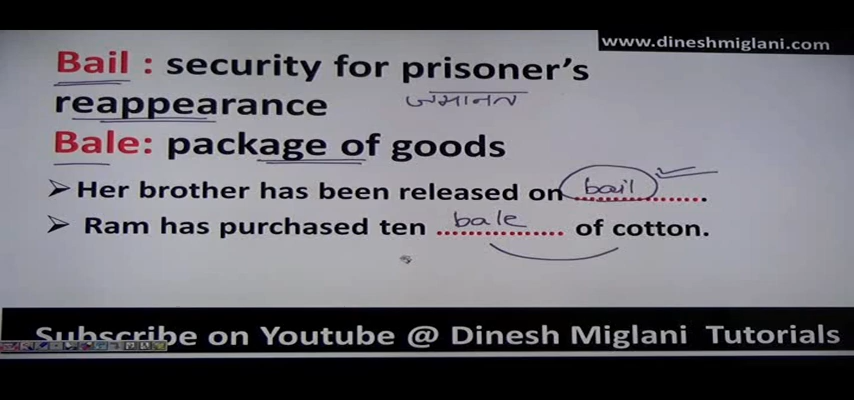 www.dineshmiglani.com
Bail : security for prisoner's
reappearance जमानत
Bale: package of goods
➢ Her brother has been released on bail.
➢ Ram has purchased ten bale of cotton.
Subscribe on Youtube @ Dinesh Miglani Tutorials